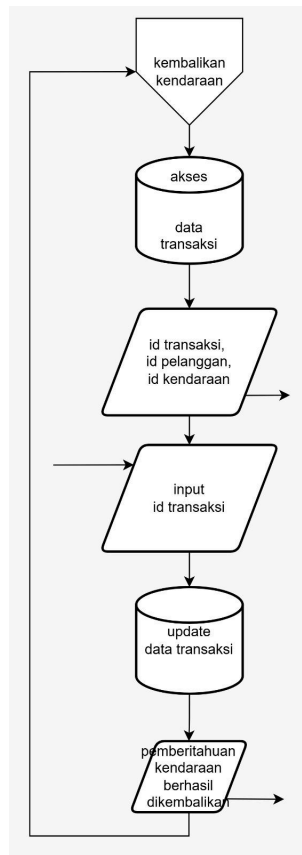 kembalikan
kendaraan
akses
data
transaksi
id transaksi,
id pelanggan,
id kendaraan
input
id transaksi
update
data transaksi
pemberitahuan
kendaraan
berhasil
dikembalikan